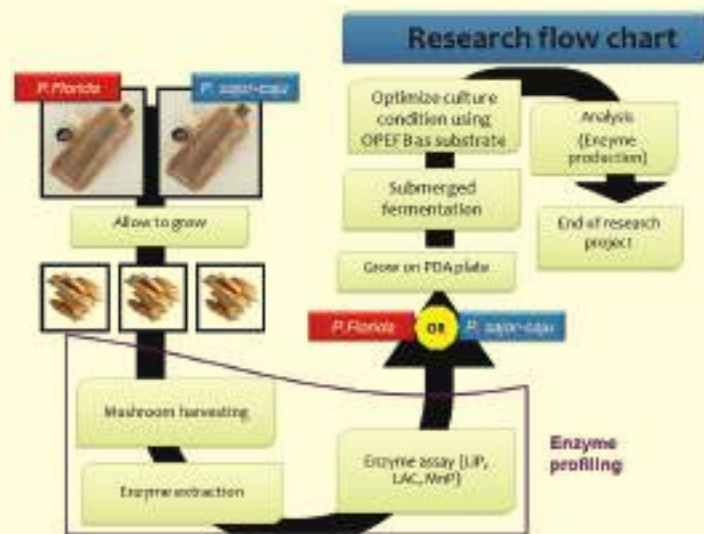 Research flow chart
P.Florida
P. sajor-caju
Allow to grow
Mushroom harvesting
Enzyme extraction
Enzyme assay (LiP,
LAC, MnP)
Enzyme
profiling
P.Florida
OR
P. sajor-caju
Grow on PDA plate
Submerged
fermentation
Optimize culture
condition using
OPEFB as substrate
Analysis
(Enzyme
production)
End of research
project